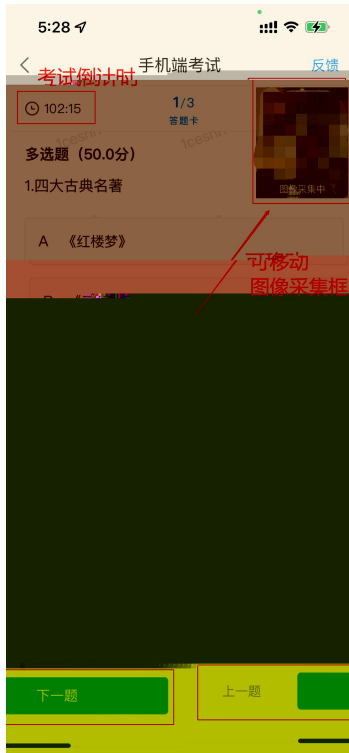 5:28
手机端考试
反馈
考试倒计时
102:15
1/3
答题卡
1ceshi
1ceshi
多选题（50.0分）
1.四大古典名著
图像采集中
A 《红楼梦》
可移动
图像采集框
下一题
上一题